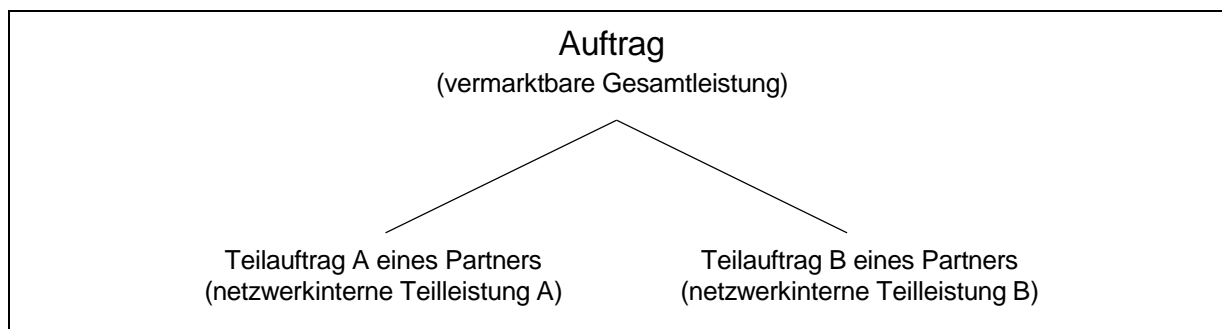 Auftrag
(vermarktbare Gesamtleistung)
Teilauftrag A eines Partners
(netzwerkinterne Teilleistung A)
Teilauftrag B eines Partners
(netzwerkinterne Teilleistung B)